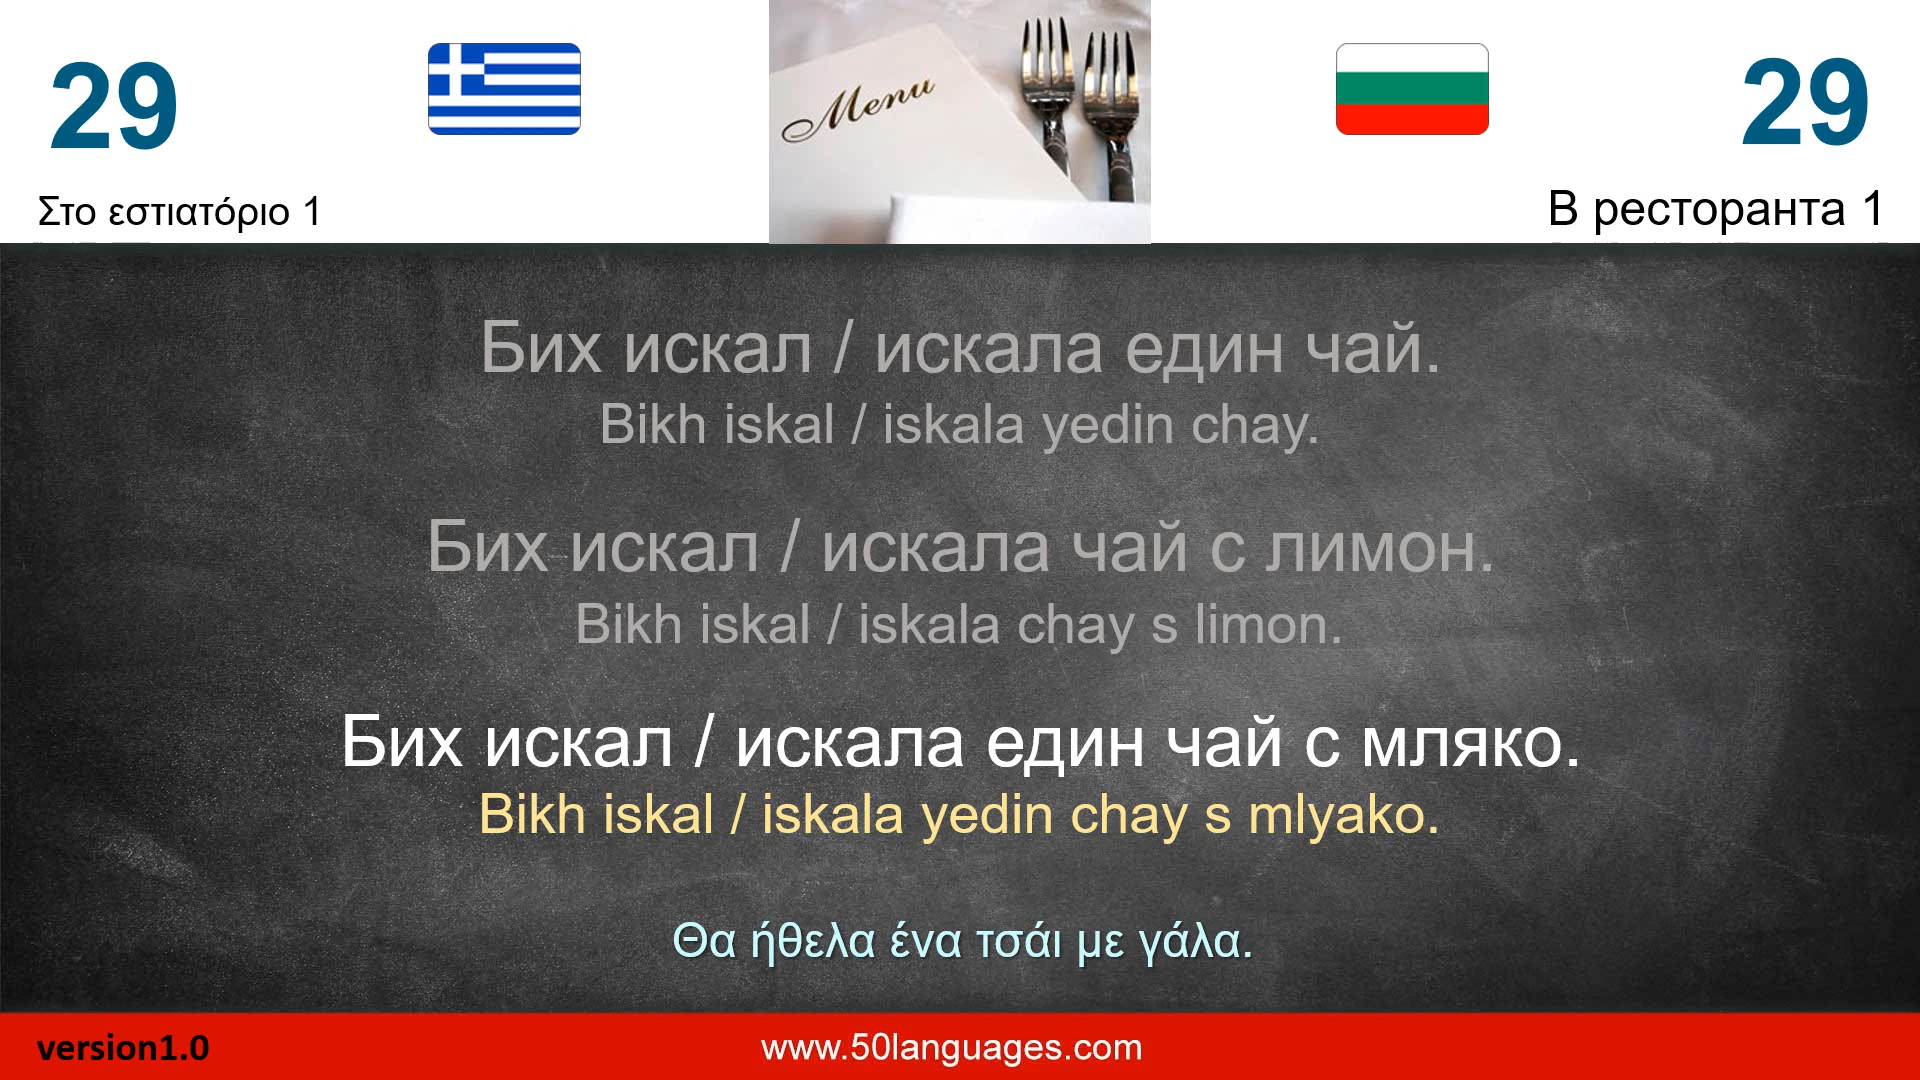 29
29
Menu
Στο εστιατόριο 1
В ресторанта 1
Бих искал / искала един чай.
Bikh iskal / iskala yedin chay.
Бих искал / искала чай с лимон.
Bikh iskal / iskala chay s limon.
Бих искал / искала един чай с мляко.
Bikh iskal / iskala yedin chay s mlyako.
Θα ήθελα ένα τσάι με γάλα.
version1.0
www.50languages.com